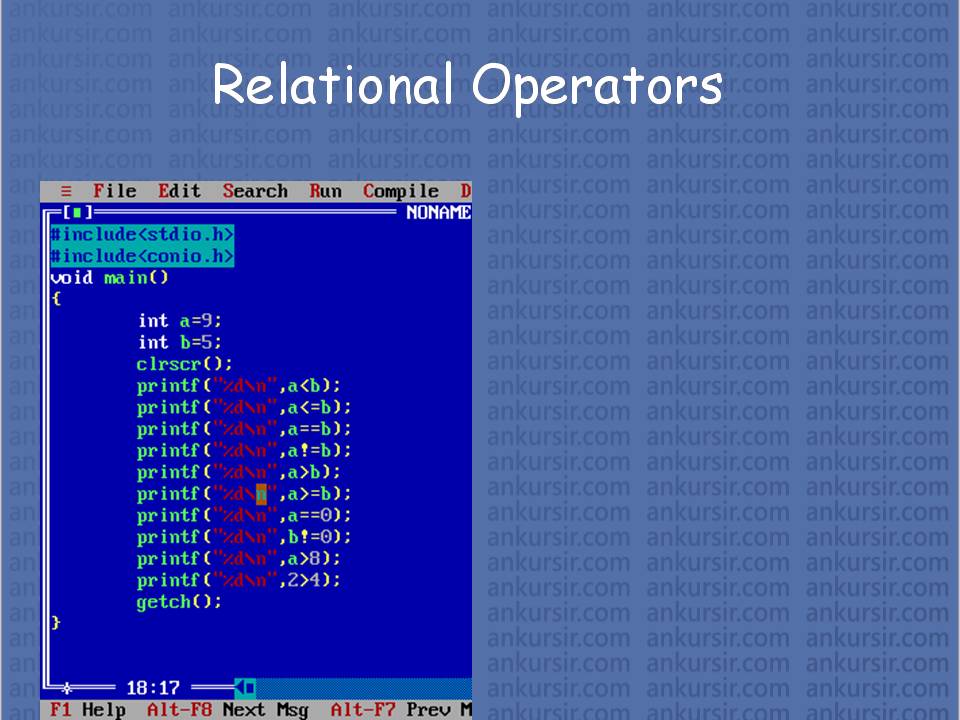 Relational Operators
≡ File Edit Search Run Compile D
[■] NONAME
#include<stdio.h>
#include<conio.h>
void main()
{
int a=9;
int b=5;
clrscr();
printf("%d\n",a<b);
printf("%d\n",a<=b);
printf("%d\n",a==b);
printf("%d\n",a!=b);
printf("%d\n",a>b);
printf("%d\n",a>=b);
printf("%d\n",a==0);
printf("%d\n",b!=0);
printf("%d\n",a>8);
printf("%d\n",2>4);
getch();
}
18:17
F1 Help Alt-F8 Next Msg Alt-F7 Prev M
ankursir.com